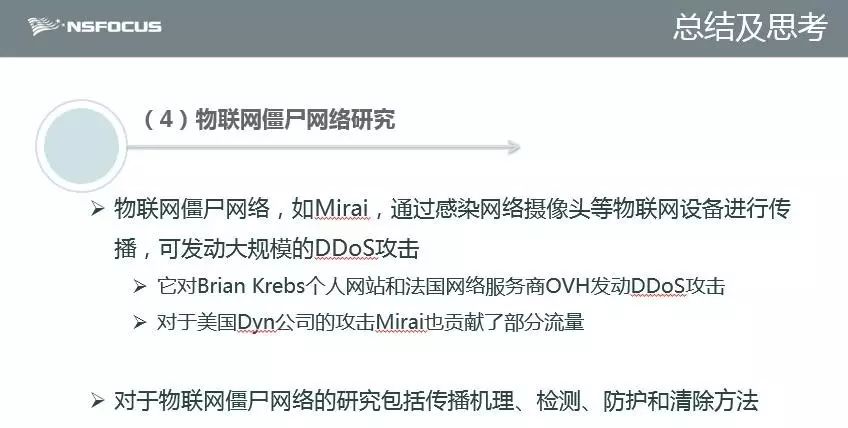 NSFOCUS
总结及思考
（4）物联网僵尸网络研究
物联网僵尸网络，如Mirai，通过感染网络摄像头等物联网设备进行传
播，可发动大规模的DDoS攻击
它对Brian Krebs个人网站和法国网络服务商OVH发动DDoS攻击
对于美国Dyn公司的攻击Mirai也贡献了部分流量
对于物联网僵尸网络的研究包括传播机理、检测、防护和清除方法